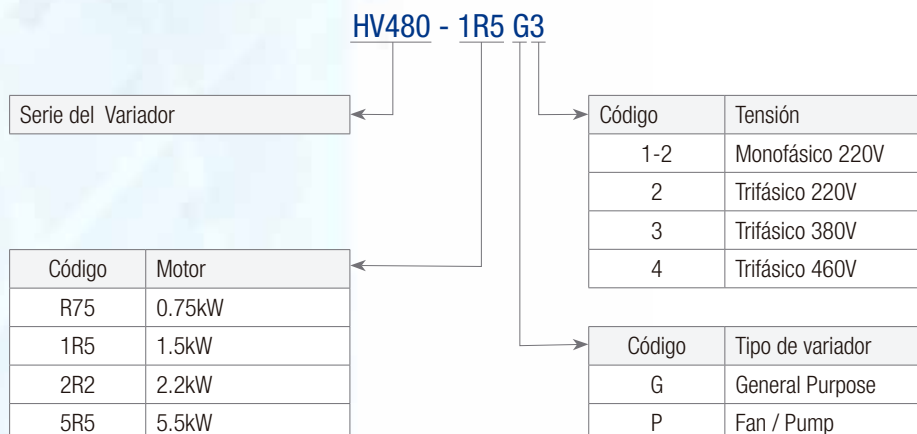 HV480 - 1R5 G3
Serie del Variador
Código Tensión
1-2 Monofásico 220V
2 Trifásico 220V
3 Trifásico 380V
4 Trifásico 460V
Código Motor
R75 0.75kW
1R5 1.5kW
2R2 2.2kW
5R5 5.5kW
Código Tipo de variador
G General Purpose
P Fan / Pump